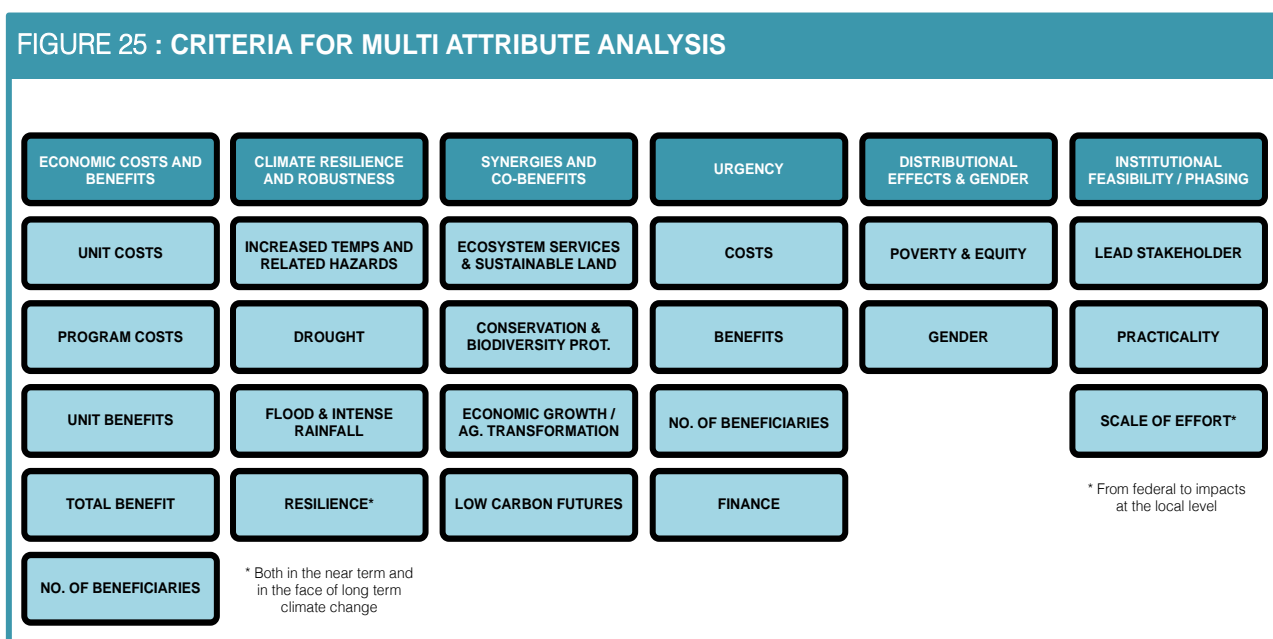 FIGURE 25 : CRITERIA FOR MULTI ATTRIBUTE ANALYSIS
ECONOMIC COSTS AND
BENEFITS
UNIT COSTS
PROGRAM COSTS
UNIT BENEFITS
TOTAL BENEFIT
NO. OF BENEFICIARIES
CLIMATE RESILIENCE
AND ROBUSTNESS
INCREASED TEMPS AND
RELATED HAZARDS
DROUGHT
FLOOD & INTENSE
RAINFALL
RESILIENCE*
* Both in the near term and
in the face of long term
climate change
SYNERGIES AND
CO-BENEFITS
ECOSYSTEM SERVICES
& SUSTAINABLE LAND
CONSERVATION &
BIODIVERSITY PROT.
ECONOMIC GROWTH /
AG. TRANSFORMATION
LOW CARBON FUTURES
URGENCY
COSTS
BENEFITS
NO. OF BENEFICIARIES
FINANCE
DISTRIBUTIONAL
EFFECTS & GENDER
POVERTY & EQUITY
GENDER
INSTITUTIONAL
FEASIBILITY / PHASING
LEAD STAKEHOLDER
PRACTICALITY
SCALE OF EFFORT*
* From federal to impacts
at the local level